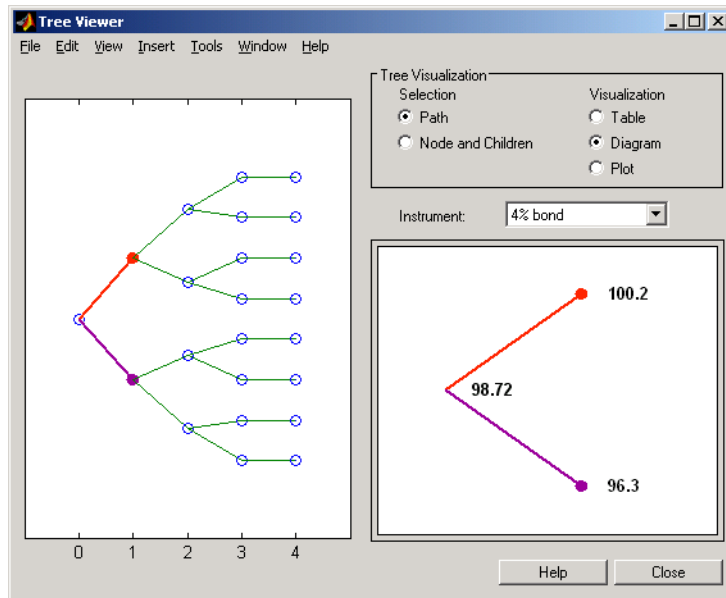 Tree Viewer
File Edit View Insert Tools Window Help
Tree Visualization
Selection Visualization
Path Table
Node and Children Diagram
Plot
Instrument: 4% bond
100.2
98.72
96.3
0 1 2 3 4
Help Close